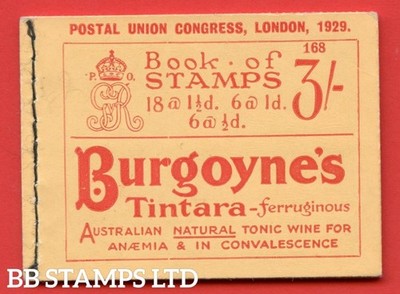 POSTAL UNION CONGRESS, LONDON, 1929.
168
P. O.
GR
Book of
STAMPS
3/-
18 @ 1½d. 6 @ 1d.
6 @ ½d.
Burgoyne's
Tintara-ferruginous
AUSTRALIAN NATURAL TONIC WINE FOR
ANÆMIA & IN CONVALESCENCE
BB STAMPS LTD